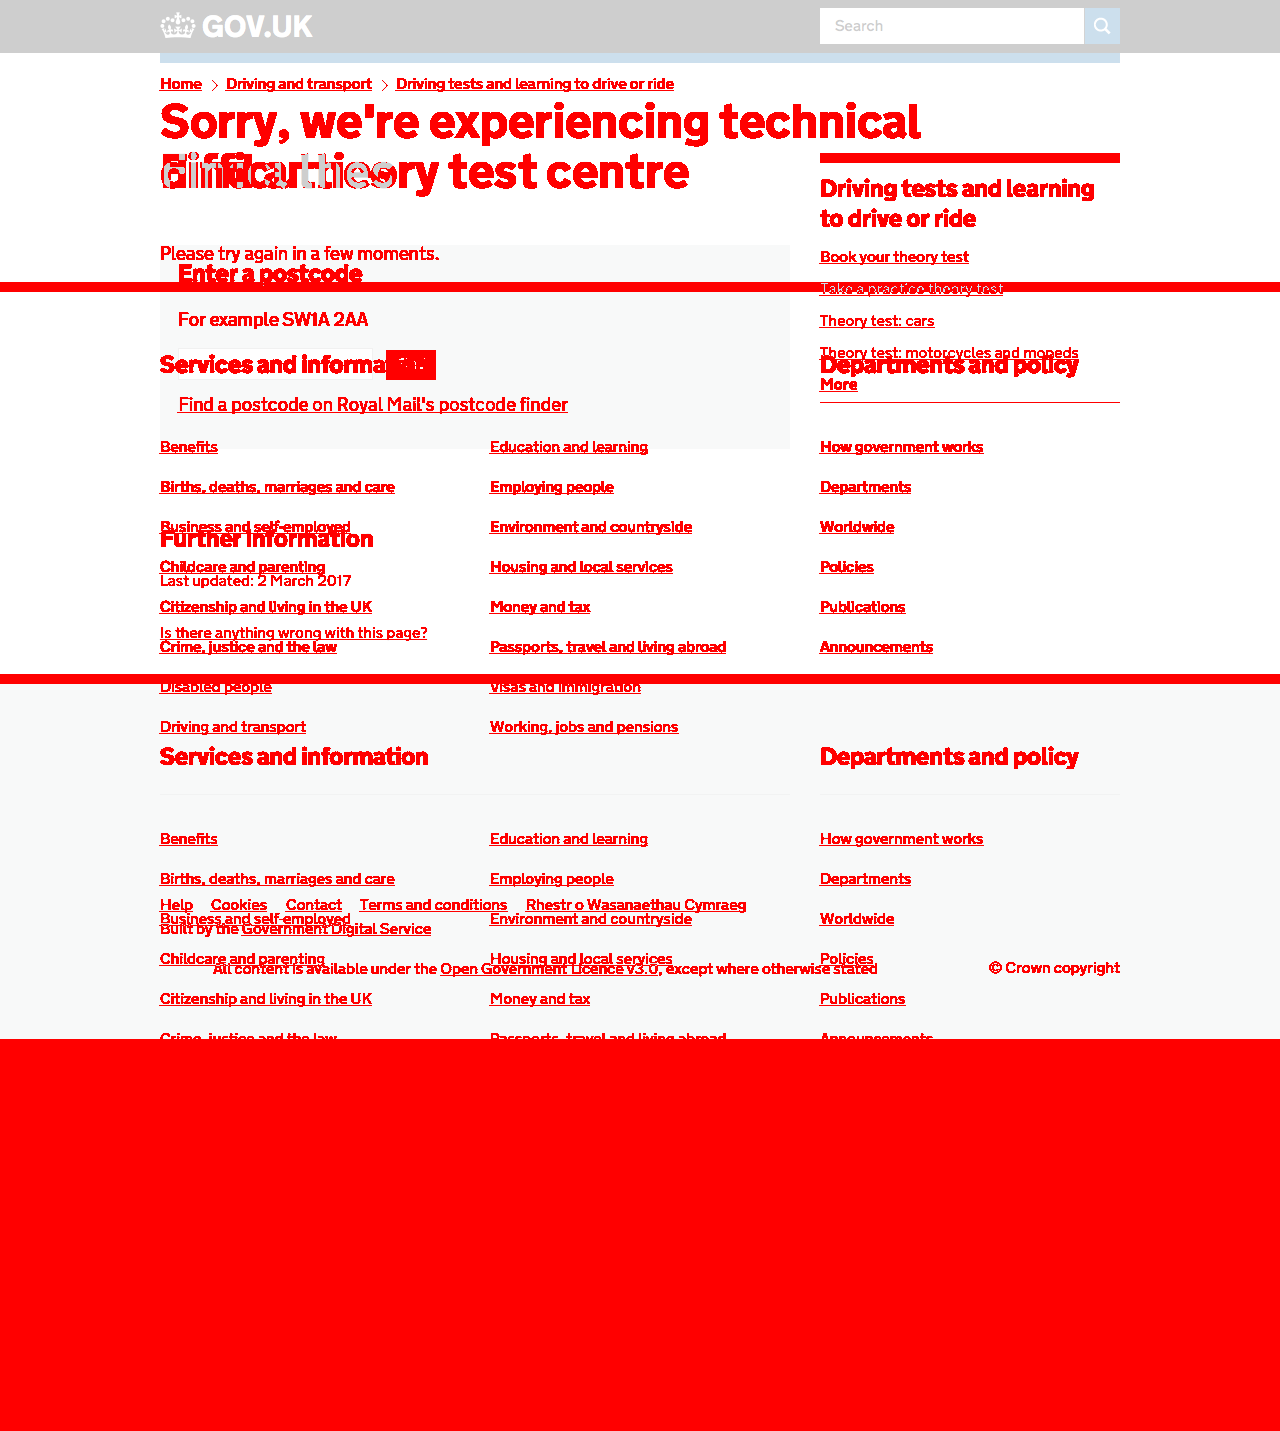 GOV.UK
Search
Home Driving and transport Driving tests and learning to drive or ride
Sorry, we're experiencing technical
difficulties
Find a theory test centre
Driving tests and learning
to drive or ride
Please try again in a few moments.
Book your theory test
Enter a postcode
Take a practice theory test
For example SW1A 2AA
Theory test: cars
Theory test: motorcycles and mopeds
Services and information
Departments and policy
More
Find a postcode on Royal Mail's postcode finder
Benefits Education and learning How government works
Births, deaths, marriages and care Employing people Departments
Business and self-employed Environment and countryside Worldwide
Further information
Childcare and parenting Housing and local services Policies
Last updated: 2 March 2017
Citizenship and living in the UK Money and tax Publications
Is there anything wrong with this page?
Crime, justice and the law Passports, travel and living abroad Announcements
Disabled people Visas and immigration
Driving and transport Working, jobs and pensions
Services and information Departments and policy
Benefits Education and learning How government works
Births, deaths, marriages and care Employing people Departments
Help Cookies Contact Terms and conditions Rhestr o Wasanaethau Cymraeg
Business and self-employed Environment and countryside Worldwide
Built by the Government Digital Service
Childcare and parenting Housing and local services Policies
All content is available under the Open Government Licence v3.0, except where otherwise stated © Crown copyright
Citizenship and living in the UK Money and tax Publications
Crime, justice and the law Passports, travel and living abroad Announcements